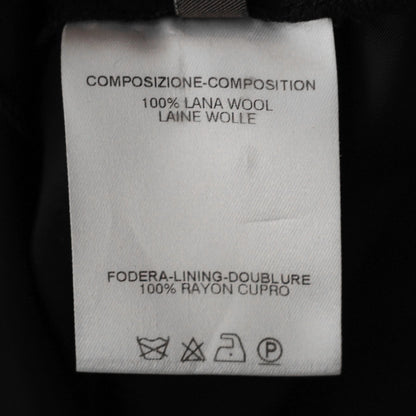 COMPOSIZIONE-COMPOSITION
100% LANA WOOL
LAINE WOLLE
FODERA-LINING-DOUBLURE
100% RAYON CUPRO
P